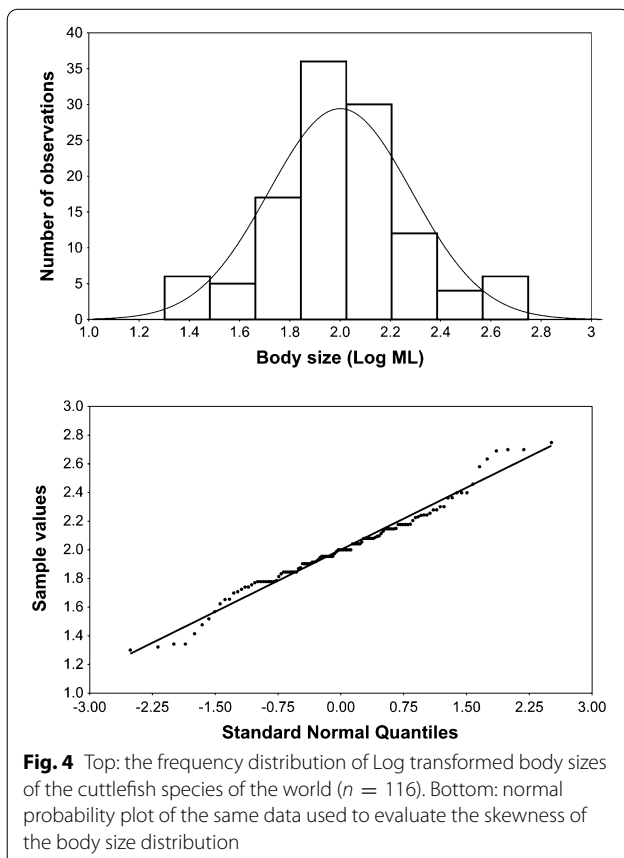 40
35
30
25
20
15
10
5
0
Number of observations
1.0 1.2 1.4 1.6 1.8 2.0 2.2 2.4 2.6 2.8 3
Body size (Log ML)
3.0
2.8
2.6
2.4
2.2
2.0
1.8
1.6
1.4
1.2
1.0
Sample values
-3.00 -2.25 -1.50 -0.75 0.00 0.75 1.50 2.25 3.00
Standard Normal Quantiles
Fig. 4 Top: the frequency distribution of Log transformed body sizes
of the cuttlefish species of the world (n = 116). Bottom: normal
probability plot of the same data used to evaluate the skewness of
the body size distribution